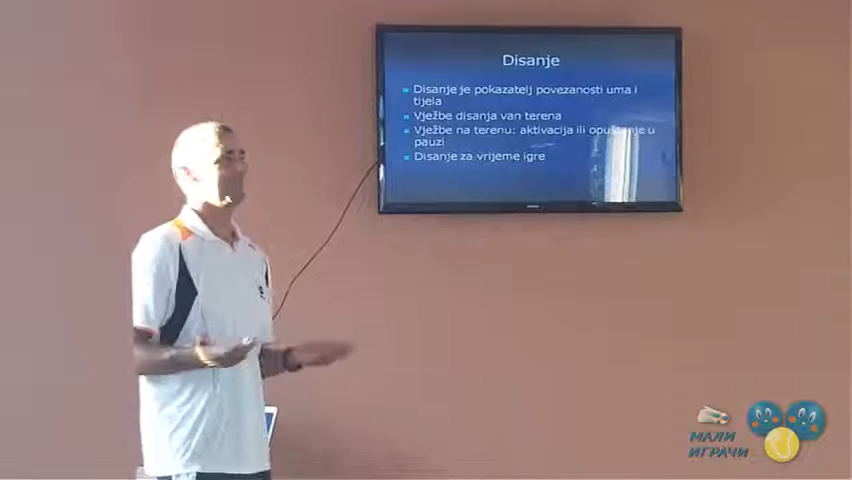 Disanje
Disanje je pokazatelj povezanosti uma i
tijela
Vježbe disanja van terena
Vježbe na terenu: aktivacija ili opuštanje u
pauzi
Disanje za vrijeme igre
МАЛИ
ИГРАЧИ